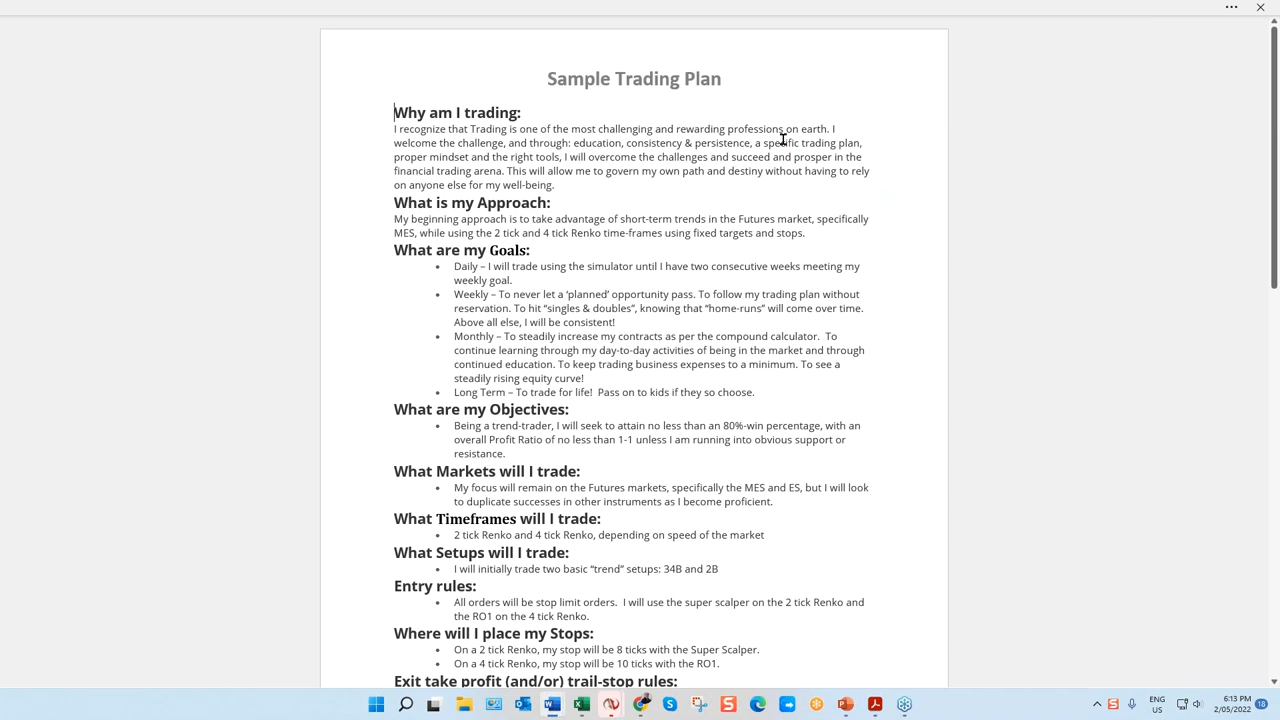 Sample Trading Plan
Why am I trading:
I recognize that Trading is one of the most challenging and rewarding professions on earth. I
welcome the challenge, and through: education, consistency & persistence, a specific trading plan,
proper mindset and the right tools, I will overcome the challenges and succeed and prosper in the
financial trading arena. This will allow me to govern my own path and destiny without having to rely
on anyone else for my well-being.
What is my Approach:
My beginning approach is to take advantage of short-term trends in the Futures market, specifically
MES, while using the 2 tick and 4 tick Renko time-frames using fixed targets and stops.
What are my Goals:
• Daily – I will trade using the simulator until I have two consecutive weeks meeting my
weekly goal.
• Weekly – To never let a ‘planned’ opportunity pass. To follow my trading plan without
reservation. To hit “singles & doubles”, knowing that “home-runs” will come over time.
Above all else, I will be consistent!
• Monthly – To steadily increase my contracts as per the compound calculator.  To
continue learning through my day-to-day activities of being in the market and through
continued education. To keep trading business expenses to a minimum. To see a
steadily rising equity curve!
• Long Term – To trade for life!  Pass on to kids if they so choose.
What are my Objectives:
• Being a trend-trader, I will seek to attain no less than an 80%-win percentage, with an
overall Profit Ratio of no less than 1-1 unless I am running into obvious support or
resistance.
What Markets will I trade:
• My focus will remain on the Futures markets, specifically the MES and ES, but I will look
to duplicate successes in other instruments as I become proficient.
What Timeframes will I trade:
• 2 tick Renko and 4 tick Renko, depending on speed of the market
What Setups will I trade:
• I will initially trade two basic “trend” setups: 34B and 2B
Entry rules:
• All orders will be stop limit orders.  I will use the super scalper on the 2 tick Renko and
the RO1 on the 4 tick Renko.
Where will I place my Stops:
• On a 2 tick Renko, my stop will be 8 ticks with the Super Scalper.
• On a 4 tick Renko, my stop will be 10 ticks with the RO1.
Exit take profit (and/or) trail-stop rules:
ENG
US
6:13 PM
2/05/2022
18